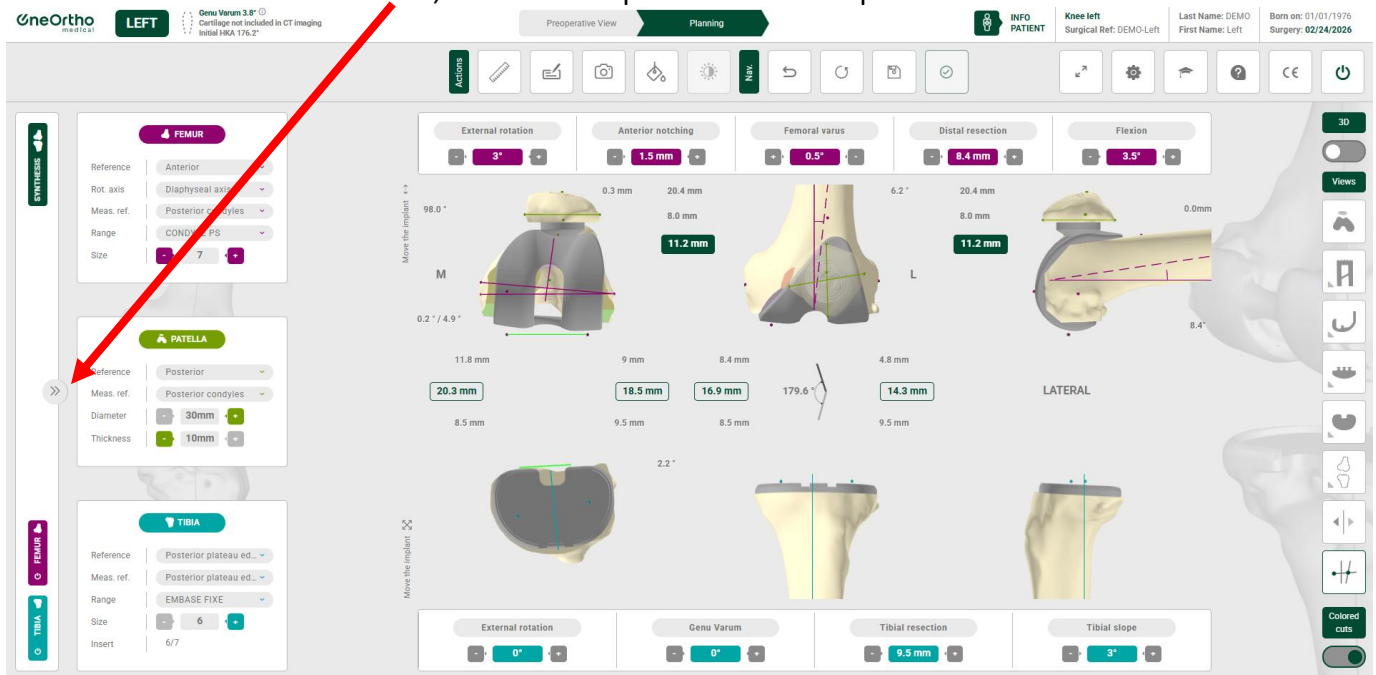 OneOrtho
medical
LEFT
Genu Varum 3.8°
Cartilage not included in CT imaging
Initial HKA 176.2°
Preoperative View
Planning
INFO
PATIENT
Knee left
Surgical Ref: DEMO-Left
Last Name: DEMO
First Name: Left
Born on: 01/01/1976
Surgery: 02/24/2026
Actions
Nav.
CE
SYNTHESIS
FEMUR
Reference Anterior
Rot. axis Diaphyseal axis
Meas. ref. Posterior condyles
Range CONDYLE PS
Size - 7 +
PATELLA
Reference Posterior
Meas. ref. Posterior condyles
Diameter - 30mm +
Thickness - 10mm +
TIBIA
Reference Posterior plateau ed...
Meas. ref. Posterior plateau ed...
Range EMBASE FIXE
Size - 6 +
Insert 6/7
FEMUR
TIBIA
External rotation
- 3° +
Anterior notching
- 1.5 mm +
Femoral varus
+ 0.5° -
Distal resection
- 8.4 mm +
Flexion
- 3.5° +
Move the implant
98.0 °
0.3 mm
20.4 mm
8.0 mm
11.2 mm
6.2 °
20.4 mm
8.0 mm
11.2 mm
0.0mm
M
L
0.2 ° / 4.9 °
8.4°
11.8 mm
9 mm
8.4 mm
4.8 mm
20.3 mm
18.5 mm
16.9 mm
179.6 °
14.3 mm
LATERAL
8.5 mm
9.5 mm
8.5 mm
9.5 mm
2.2 °
Move the implant
External rotation
- 0° +
Genu Varum
- 0° +
Tibial resection
- 9.5 mm +
Tibial slope
- 3° +
3D
Views
Colored
cuts